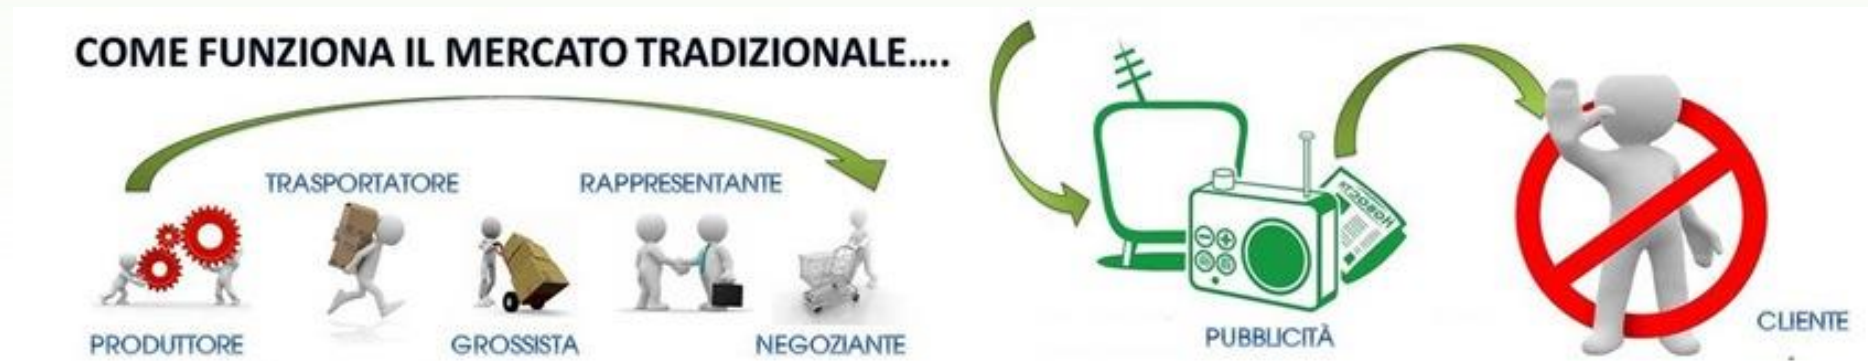 COME FUNZIONA IL MERCATO TRADIZIONALE....
TRASPORTATORE
RAPPRESENTANTE
PRODUTTORE
GROSSISTA
NEGOZIANTE
PUBBLICITÀ
CLIENTE